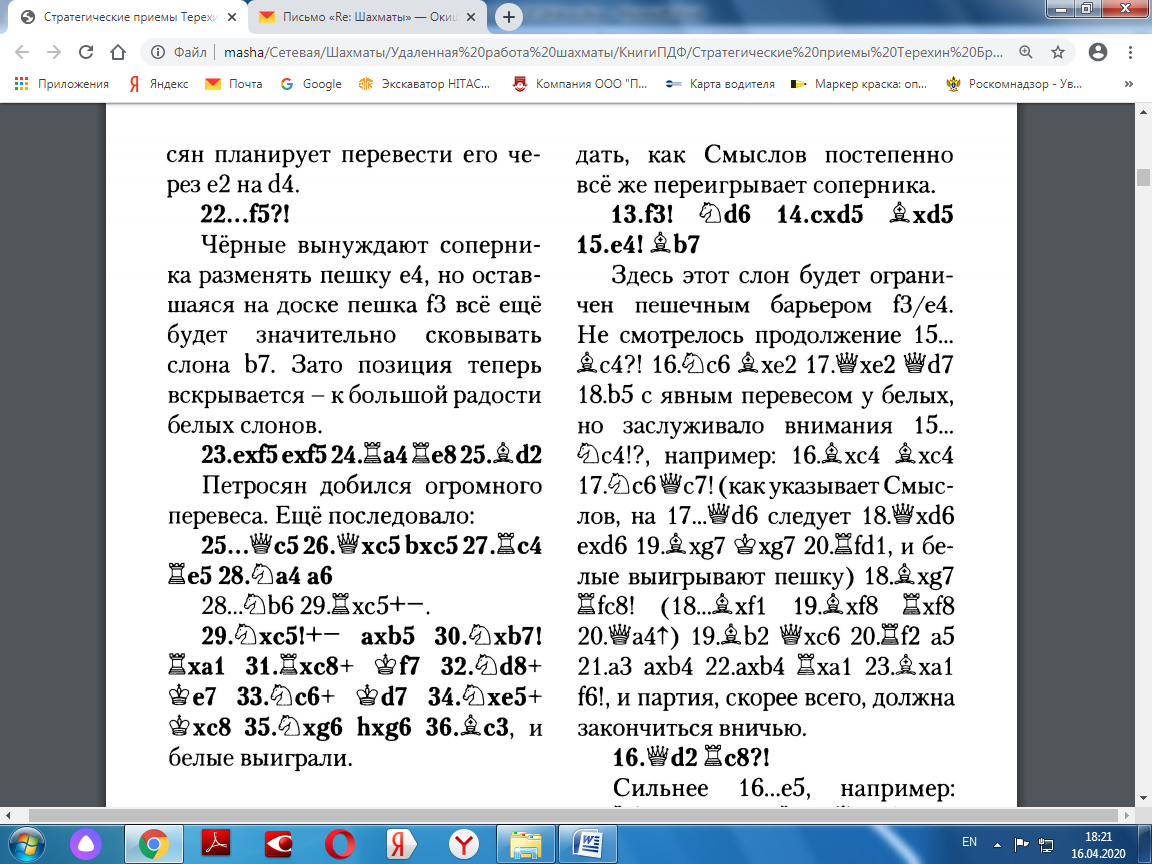 Стратегические приемы Терехи
Письмо «Re: Шахматы» — Окиш
Файл | masha/Сетевая/Шахматы/Удаленная%20работа%20шахматы/КнигиПДФ/Стратегические%20приемы%20Терехин%20Бр...
Приложения Яндекс Почта Google Экскаватор HITAC... Компания ООО "П... Карта водителя Маркер краска: оп... Роскомнадзор - Ув... »
сян планирует перевести его че-
рез e2 на d4.
22...f5?!
Чёрные вынуждают соперни-
ка разменять пешку e4, но остав-
шаяся на доске пешка f3 всё ещё
будет значительно сковывать
слона b7. Зато позиция теперь
вскрывается – к большой радости
белых слонов.
23.exf5 exf5 24.♖a4 ♖e8 25.♗d2
Петросян добился огромного
перевеса. Ещё последовало:
25...♕c5 26.♕xc5 bxc5 27.♖c4
♖e5 28.♘a4 a6
28...♘b6 29.♖xc5+−.
29.♘xc5!+− axb5 30.♘xb7!
♖xa1 31.♖xc8+ ♔f7 32.♘d8+
♔e7 33.♘c6+ ♔d7 34.♘xe5+
♔xc8 35.♘xg6 hxg6 36.♗c3, и
белые выиграли.
дать, как Смыслов постепенно
всё же переигрывает соперника.
13.f3! ♘d6 14.cxd5 ♗xd5
15.e4! ♗b7
Здесь этот слон будет ограни-
чен пешечным барьером f3/e4.
Не смотрелось продолжение 15...
♗c4?! 16.♘c6 ♗xe2 17.♕xe2 ♕d7
18.b5 с явным перевесом у белых,
но заслуживало внимания 15...
♘c4!?, например: 16.♗xc4 ♗xc4
17.♘c6 ♕c7! (как указывает Смыс-
лов, на 17...♕d6 следует 18.♕xd6
exd6 19.♗xg7 ♔xg7 20.♖fd1, и бе-
лые выигрывают пешку) 18.♗xg7
♖fc8! (18...♗xf1 19.♗xf8 ♖xf8
20.♕a4↑) 19.♗b2 ♕xc6 20.♖f2 a5
21.a3 axb4 22.axb4 ♖xa1 23.♗xa1
f6!, и партия, скорее всего, должна
закончиться вничью.
16.♕d2 ♖c8?!
Сильнее 16...e5, например:
EN
18:21
16.04.2020